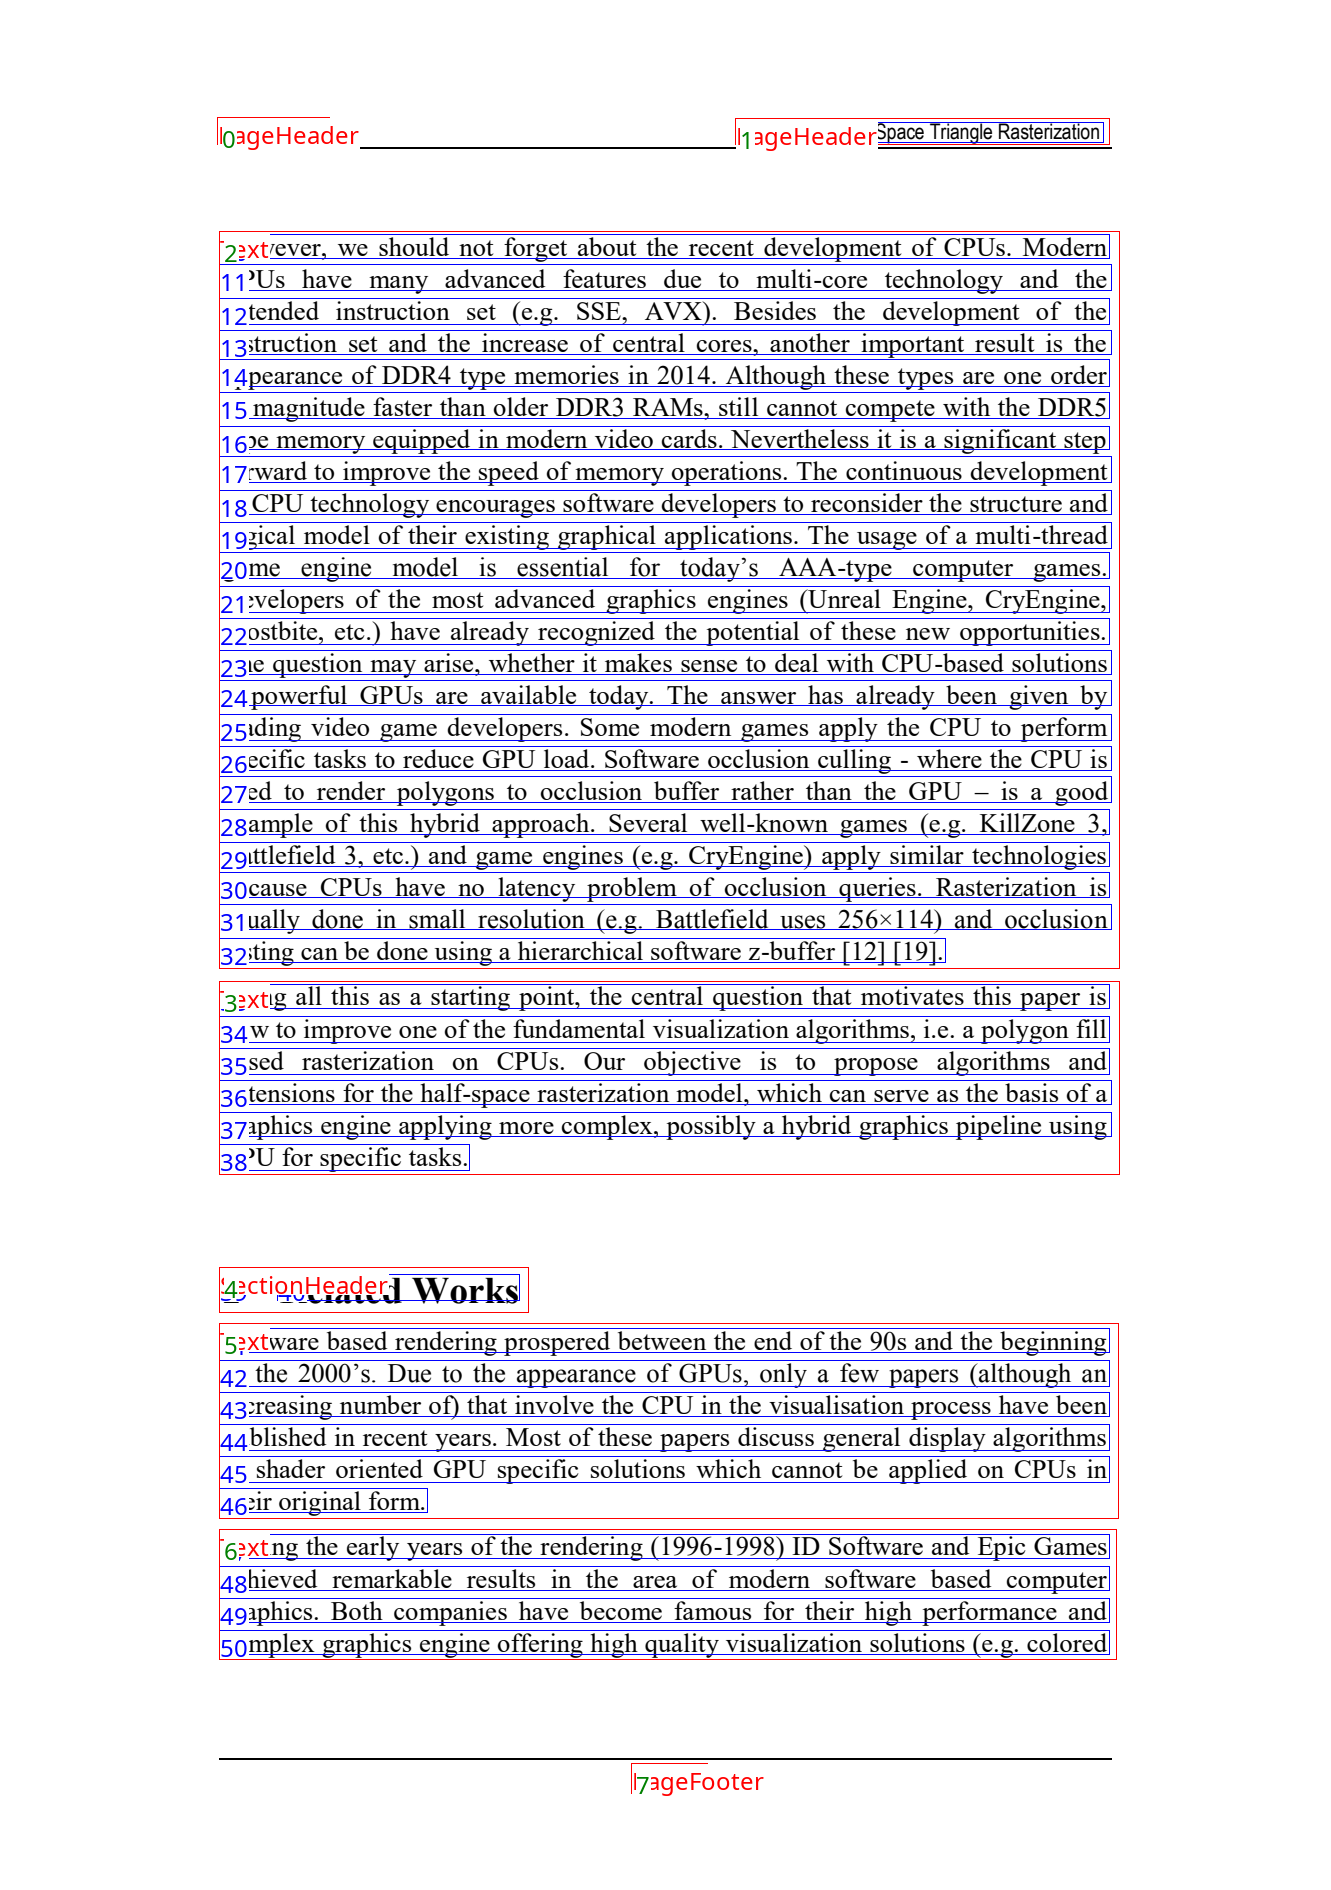 0 PageHeader
1 PageHeader Space Triangle Rasterization
2 Text ever, we should not forget about the recent development of CPUs. Modern
11 PUs have many advanced features due to multi-core technology and the
12 tended instruction set (e.g. SSE, AVX). Besides the development of the
13 struction set and the increase of central cores, another important result is the
14 pearance of DDR4 type memories in 2014. Although these types are one order
15 magnitude faster than older DDR3 RAMs, still cannot compete with the DDR5
16 pe memory equipped in modern video cards. Nevertheless it is a significant step
17 rward to improve the speed of memory operations. The continuous development
18 CPU technology encourages software developers to reconsider the structure and
19 gical model of their existing graphical applications. The usage of a multi-thread
20 me engine model is essential for today’s AAA-type computer games.
21 evelopers of the most advanced graphics engines (Unreal Engine, CryEngine,
22 ostbite, etc.) have already recognized the potential of these new opportunities.
23 he question may arise, whether it makes sense to deal with CPU-based solutions
24 powerful GPUs are available today. The answer has already been given by
25 ading video game developers. Some modern games apply the CPU to perform
26 ecific tasks to reduce GPU load. Software occlusion culling - where the CPU is
27 ed to render polygons to occlusion buffer rather than the GPU – is a good
28 ample of this hybrid approach. Several well-known games (e.g. KillZone 3,
29 attlefield 3, etc.) and game engines (e.g. CryEngine) apply similar technologies
30 cause CPUs have no latency problem of occlusion queries. Rasterization is
31 ually done in small resolution (e.g. Battlefield uses 256×114) and occlusion
32 sting can be done using a hierarchical software z-buffer [12] [19].
3 Text g all this as a starting point, the central question that motivates this paper is
34 w to improve one of the fundamental visualization algorithms, i.e. a polygon fill
35 sed rasterization on CPUs. Our objective is to propose algorithms and
36 tensions for the half-space rasterization model, which can serve as the basis of a
37 aphics engine applying more complex, possibly a hybrid graphics pipeline using
38 PU for specific tasks.
4 SectionHeader d Works
5 Text ware based rendering prospered between the end of the 90s and the beginning
42 the 2000’s. Due to the appearance of GPUs, only a few papers (although an
43 creasing number of) that involve the CPU in the visualisation process have been
44 blished in recent years. Most of these papers discuss general display algorithms
45 shader oriented GPU specific solutions which cannot be applied on CPUs in
46 eir original form.
6 Text ng the early years of the rendering (1996-1998) ID Software and Epic Games
48 hieved remarkable results in the area of modern software based computer
49 aphics. Both companies have become famous for their high performance and
50 mplex graphics engine offering high quality visualization solutions (e.g. colored
7 PageFooter